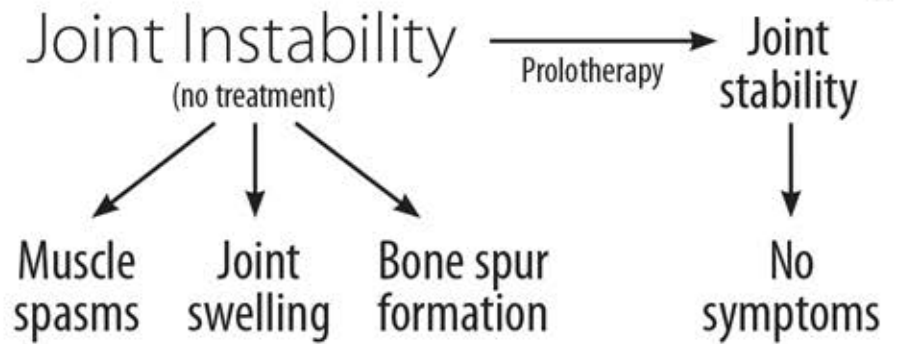 Joint Instability
(no treatment)
Prolotherapy
Joint
stability
Muscle
spasms
Joint
swelling
Bone spur
formation
No
symptoms